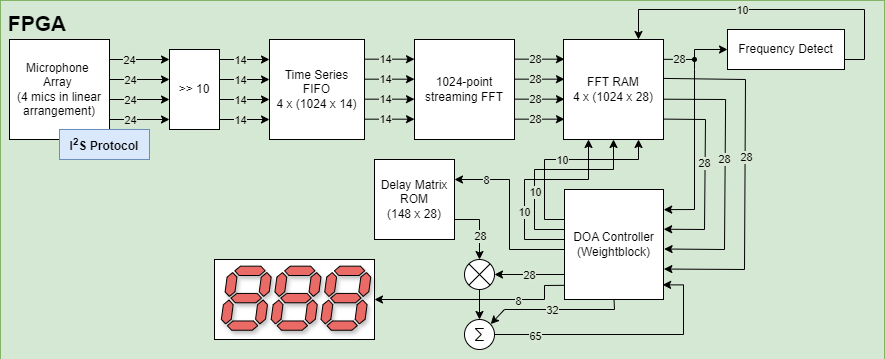 FPGA
Microphone
Array
(4 mics in linear
arrangement)
I²S Protocol
24
24
24
24
>> 10
14
14
14
14
Time Series
FIFO
4 x (1024 x 14)
14
14
14
14
1024-point
streaming FFT
28
28
28
28
FFT RAM
4 x (1024 x 28)
28
10
Frequency Detect
28
28
28
10
10
10
Delay Matrix
ROM
(148 x 28)
8
28
DOA Controller
(Weightblock)
28
8
32
Σ
65
888